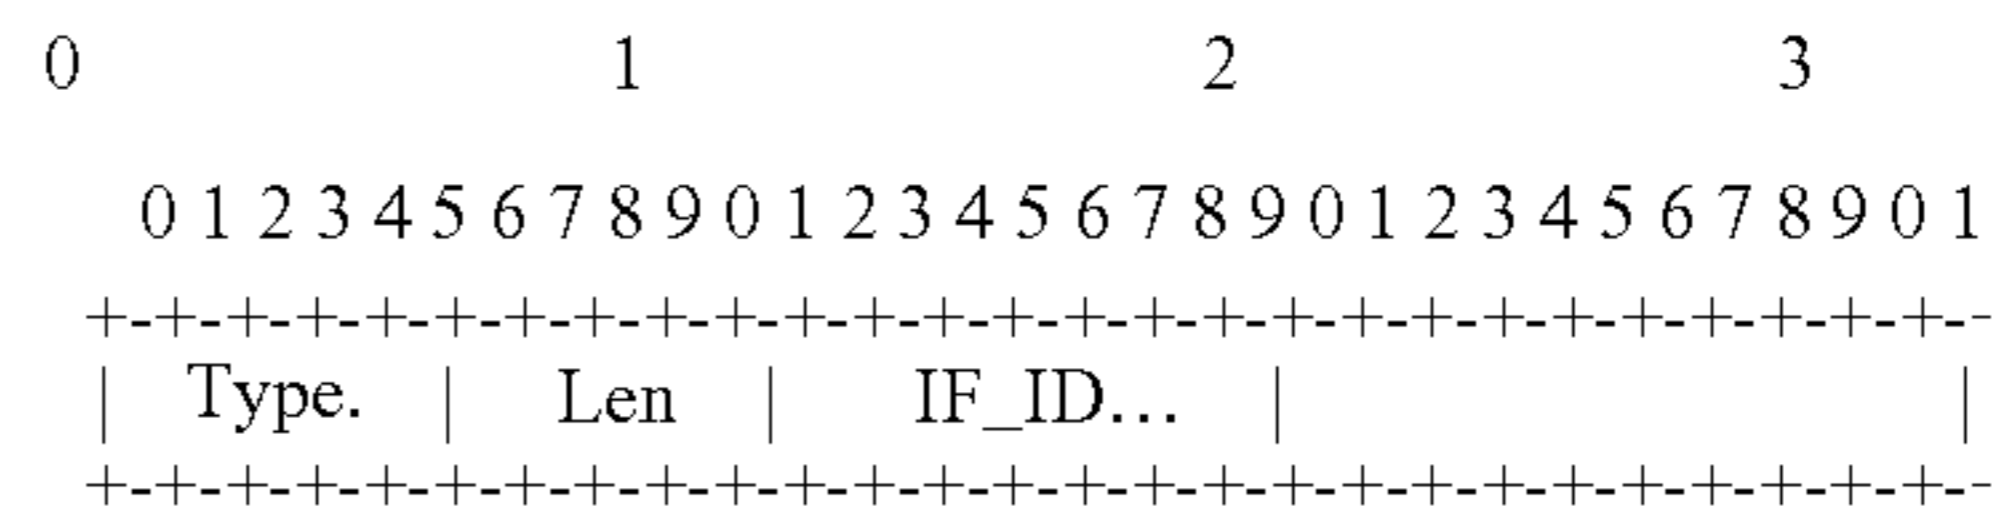 0 1 2 3
0 1 2 3 4 5 6 7 8 9 0 1 2 3 4 5 6 7 8 9 0 1 2 3 4 5 6 7 8 9 0 1
+-+-+-+-+-+-+-+-+-+-+-+-+-+-+-+-+-+-+-+-+-+-+-+-+-+-+-+--
| Type. | Len | IF_ID... | |
+-+-+-+-+-+-+-+-+-+-+-+-+-+-+-+-+-+-+-+-+-+-+-+-+-+-+-+--